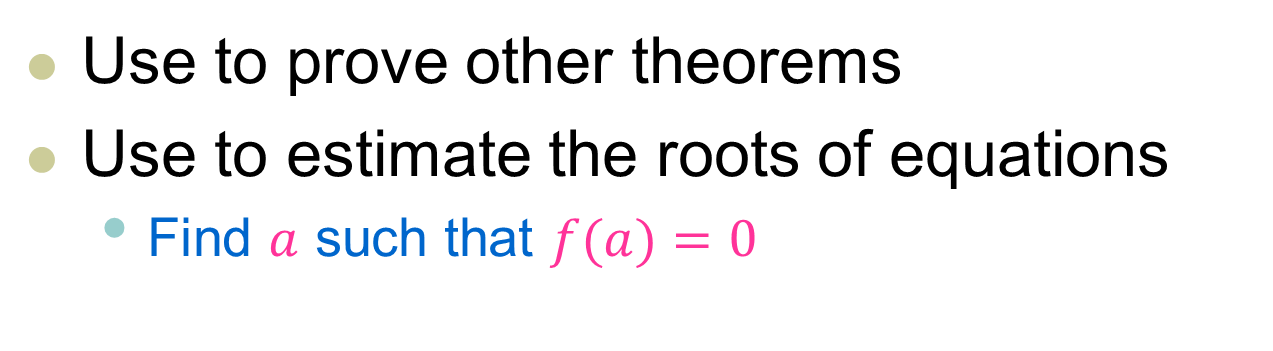 Use to prove other theorems
Use to estimate the roots of equations
Find a such that f(a) = 0